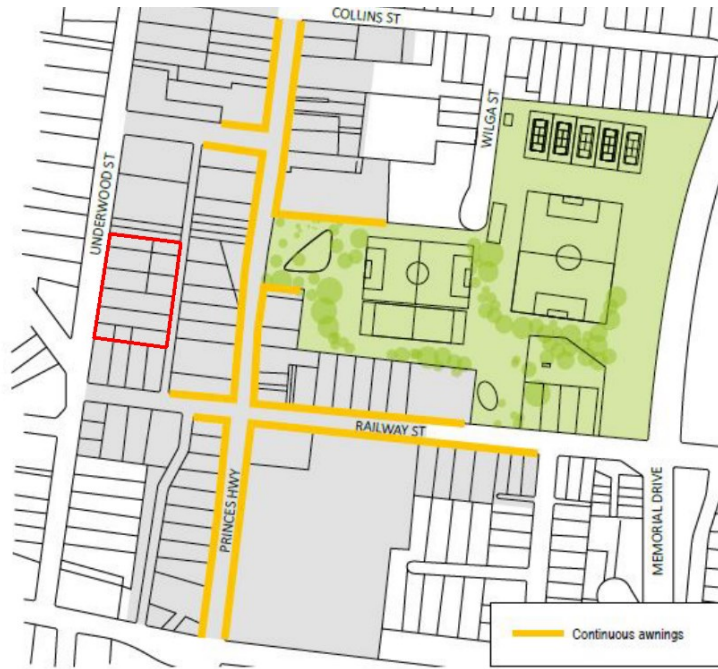 COLLINS ST
WILGA ST
UNDERWOOD ST
RAILWAY ST
PRINCES HWY
MEMORIAL DRIVE
Continuous awnings